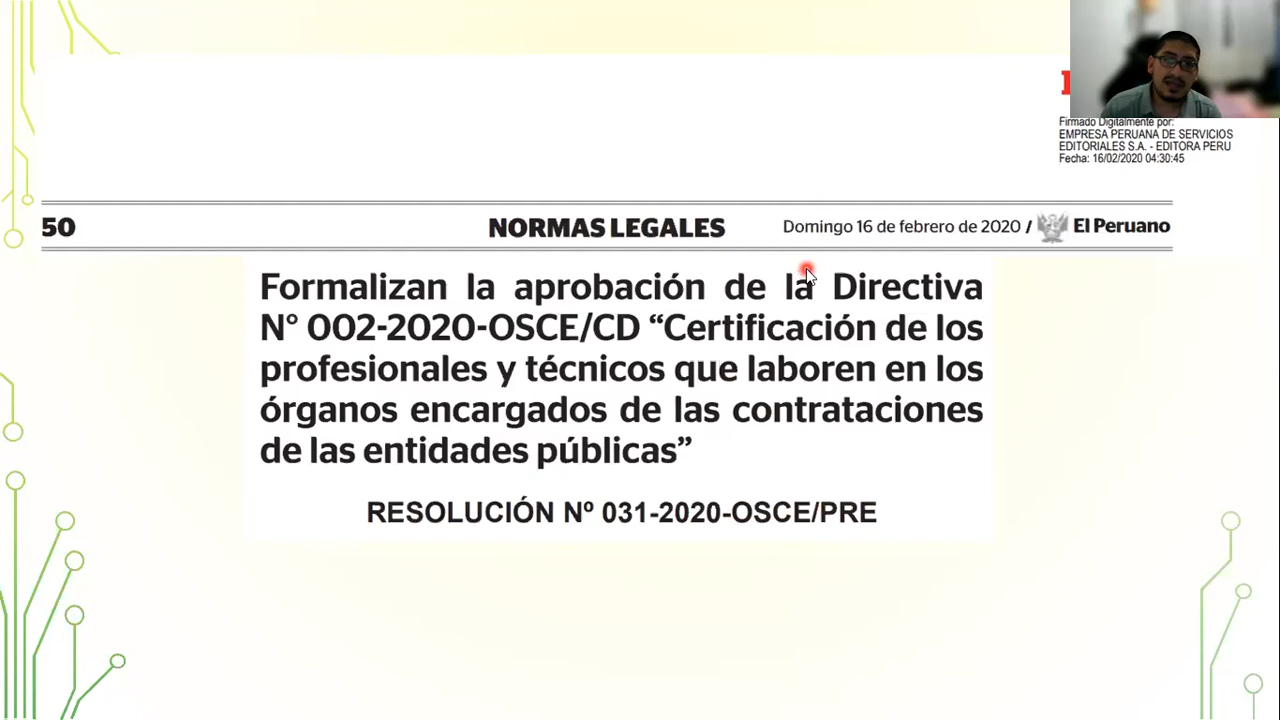 Firmado Digitalmente por:
EMPRESA PERUANA DE SERVICIOS
EDITORIALES S.A. - EDITORA PERU
Fecha: 16/02/2020 04:30:45
50 NORMAS LEGALES Domingo 16 de febrero de 2020 / El Peruano
Formalizan la aprobación de la Directiva
N° 002-2020-OSCE/CD “Certificación de los
profesionales y técnicos que laboren en los
órganos encargados de las contrataciones
de las entidades públicas”
RESOLUCIÓN Nº 031-2020-OSCE/PRE